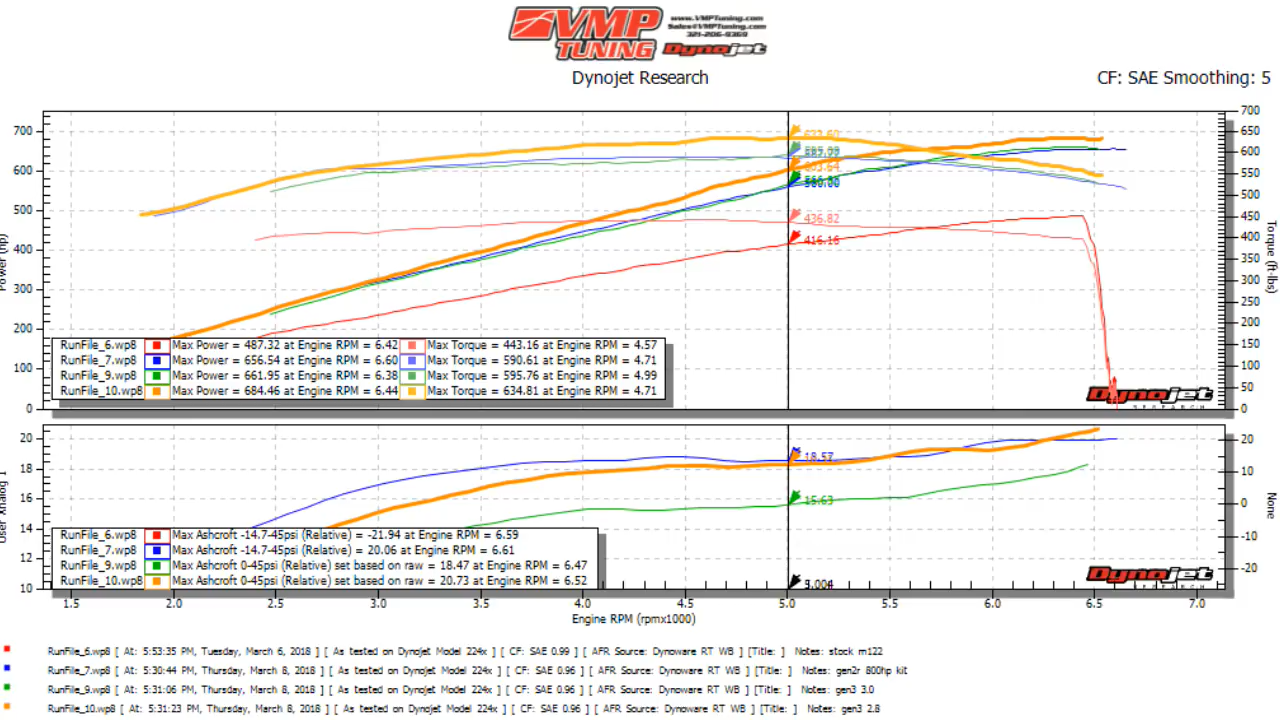 VMP TUNING
www.VMPTuning.com
Sales@VMPTuning.com
321-206-9369
Dynojet
Dynojet Research
CF: SAE Smoothing: 5
700
600
500
400
300
200
100
0
Power (hp)
700
650
600
550
500
450
400
350
300
250
200
150
100
50
0
Torque (ft-lbs)
633.60
436.82
416.16
RunFile_6.wp8 Max Power = 487.32 at Engine RPM = 6.42 Max Torque = 443.16 at Engine RPM = 4.57
RunFile_7.wp8 Max Power = 656.54 at Engine RPM = 6.60 Max Torque = 590.61 at Engine RPM = 4.71
RunFile_9.wp8 Max Power = 661.95 at Engine RPM = 6.38 Max Torque = 595.76 at Engine RPM = 4.99
RunFile_10.wp8 Max Power = 684.46 at Engine RPM = 6.44 Max Torque = 634.81 at Engine RPM = 4.71
Dynojet
RESEARCH
20
18
16
14
12
10
User Analog 1
20
10
0
-10
-20
None
18.57
15.63
5.004
RunFile_6.wp8 Max Ashcroft -14.7-45psi (Relative) = -21.94 at Engine RPM = 6.59
RunFile_7.wp8 Max Ashcroft -14.7-45psi (Relative) = 20.06 at Engine RPM = 6.61
RunFile_9.wp8 Max Ashcroft 0-45psi (Relative) set based on raw = 18.47 at Engine RPM = 6.47
RunFile_10.wp8 Max Ashcroft 0-45psi (Relative) set based on raw = 20.73 at Engine RPM = 6.52
Dynojet
RESEARCH
1.5 2.0 2.5 3.0 3.5 4.0 4.5 5.0 5.5 6.0 6.5 7.0
Engine RPM (rpmx1000)
RunFile_6.wp8 [ At: 5:53:35 PM, Tuesday, March 6, 2018 ] [ As tested on Dynojet Model 224x ] [ CF: SAE 0.99 ] [ AFR Source: Dynoware RT WB ] [Title: ] Notes: stock m122
RunFile_7.wp8 [ At: 5:30:44 PM, Thursday, March 8, 2018 ] [ As tested on Dynojet Model 224x ] [ CF: SAE 0.96 ] [ AFR Source: Dynoware RT WB ] [Title: ] Notes: gen2r 800hp kit
RunFile_9.wp8 [ At: 5:31:06 PM, Thursday, March 8, 2018 ] [ As tested on Dynojet Model 224x ] [ CF: SAE 0.96 ] [ AFR Source: Dynoware RT WB ] [Title: ] Notes: gen3 3.0
RunFile_10.wp8 [ At: 5:31:23 PM, Thursday, March 8, 2018 ] [ As tested on Dynojet Model 224x ] [ CF: SAE 0.96 ] [ AFR Source: Dynoware RT WB ] [Title: ] Notes: gen3 2.8